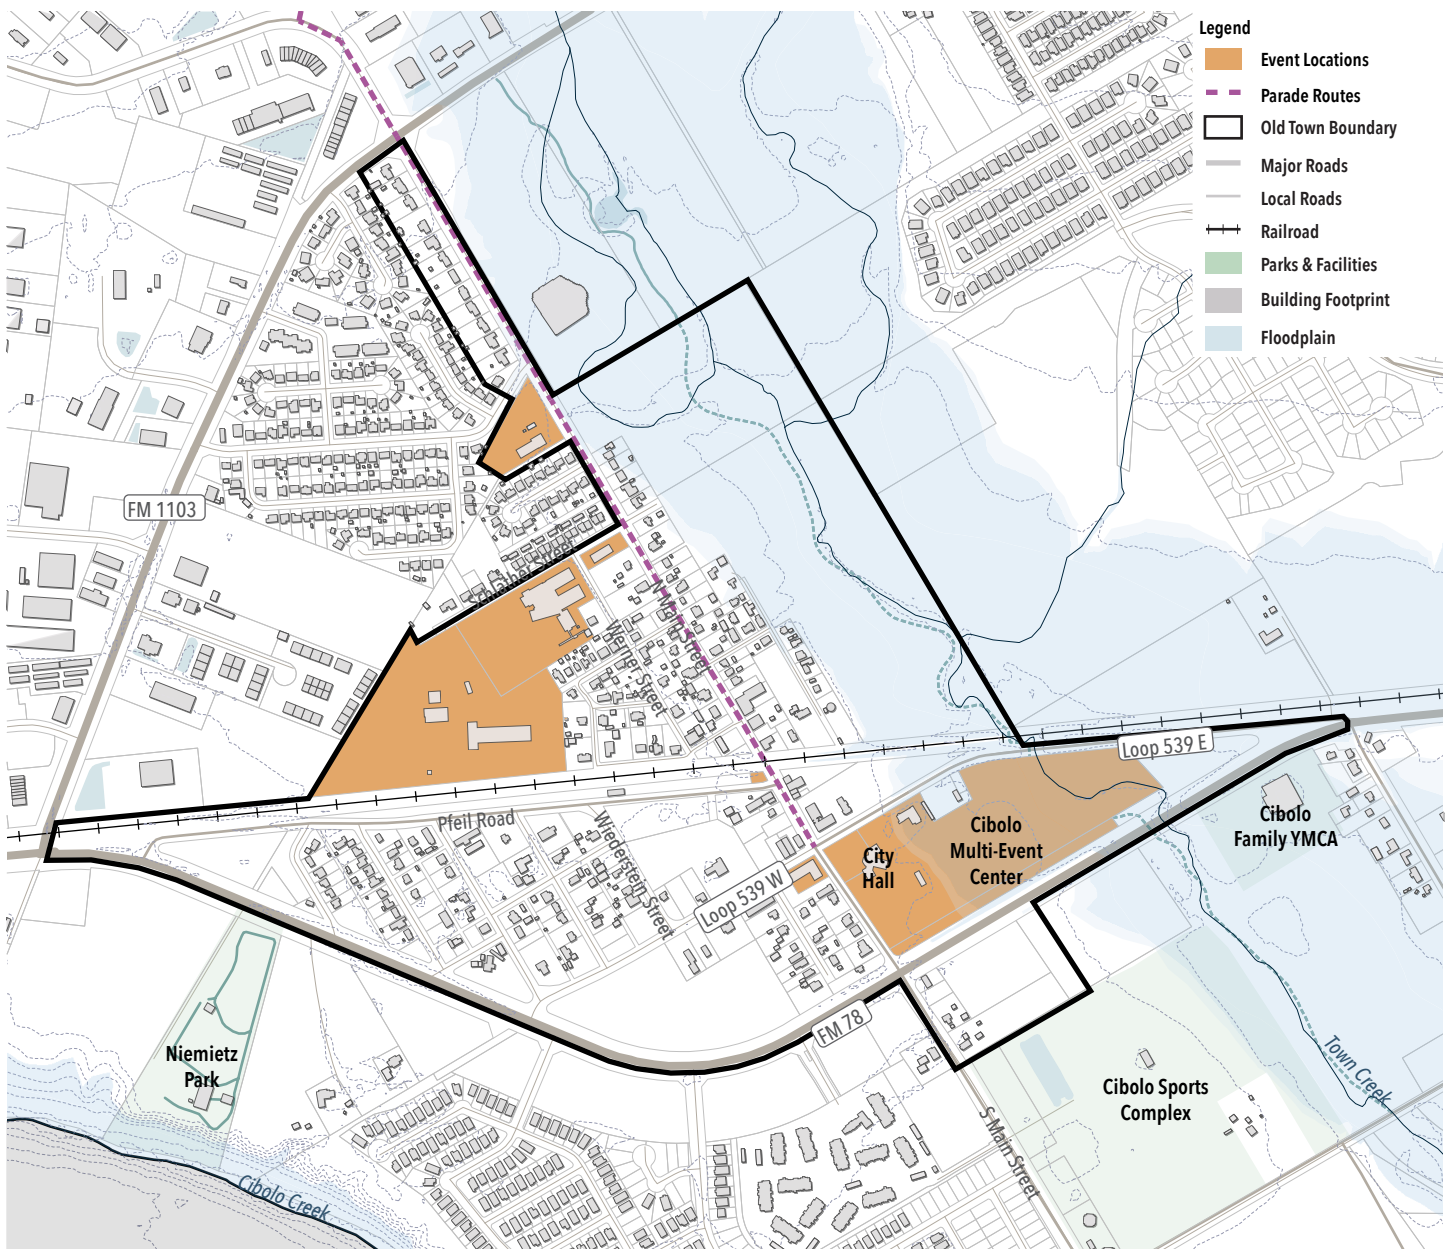 Legend
Event Locations
Parade Routes
Old Town Boundary
Major Roads
Local Roads
Railroad
Parks & Facilities
Building Footprint
Floodplain
FM 1103
Schlather Street
N Main Street
Werner Street
Loop 539 E
Pfeil Road
Wiederstein Street
Loop 539 W
City
Hall
Cibolo
Multi-Event
Center
Cibolo
Family YMCA
FM 78
Niemietz
Park
Cibolo Sports
Complex
Town Creek
S Main Street
Cibolo Creek